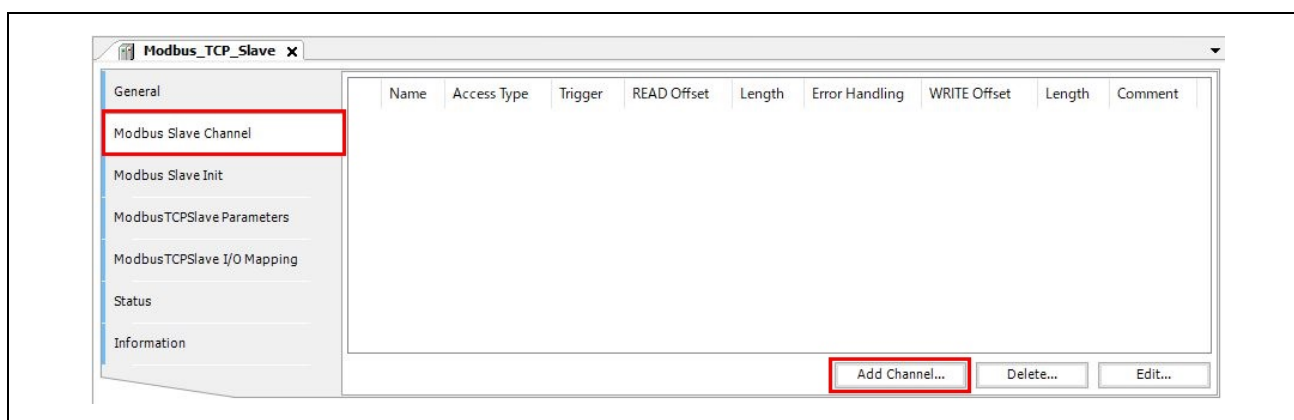 Modbus_TCP_Slave X
General
Name Access Type Trigger READ Offset Length Error Handling WRITE Offset Length Comment
Modbus Slave Channel
Modbus Slave Init
ModbusTCPSlave Parameters
ModbusTCPSlave I/O Mapping
Status
Information
Add Channel... Delete... Edit...